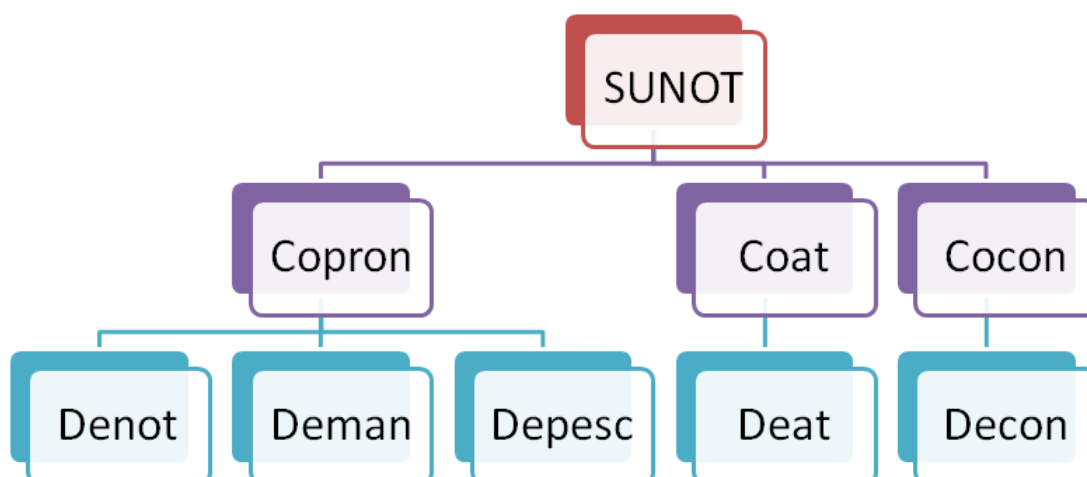 SUNOT
Copron
Coat
Cocon
Denot
Deman
Depesc
Deat
Decon